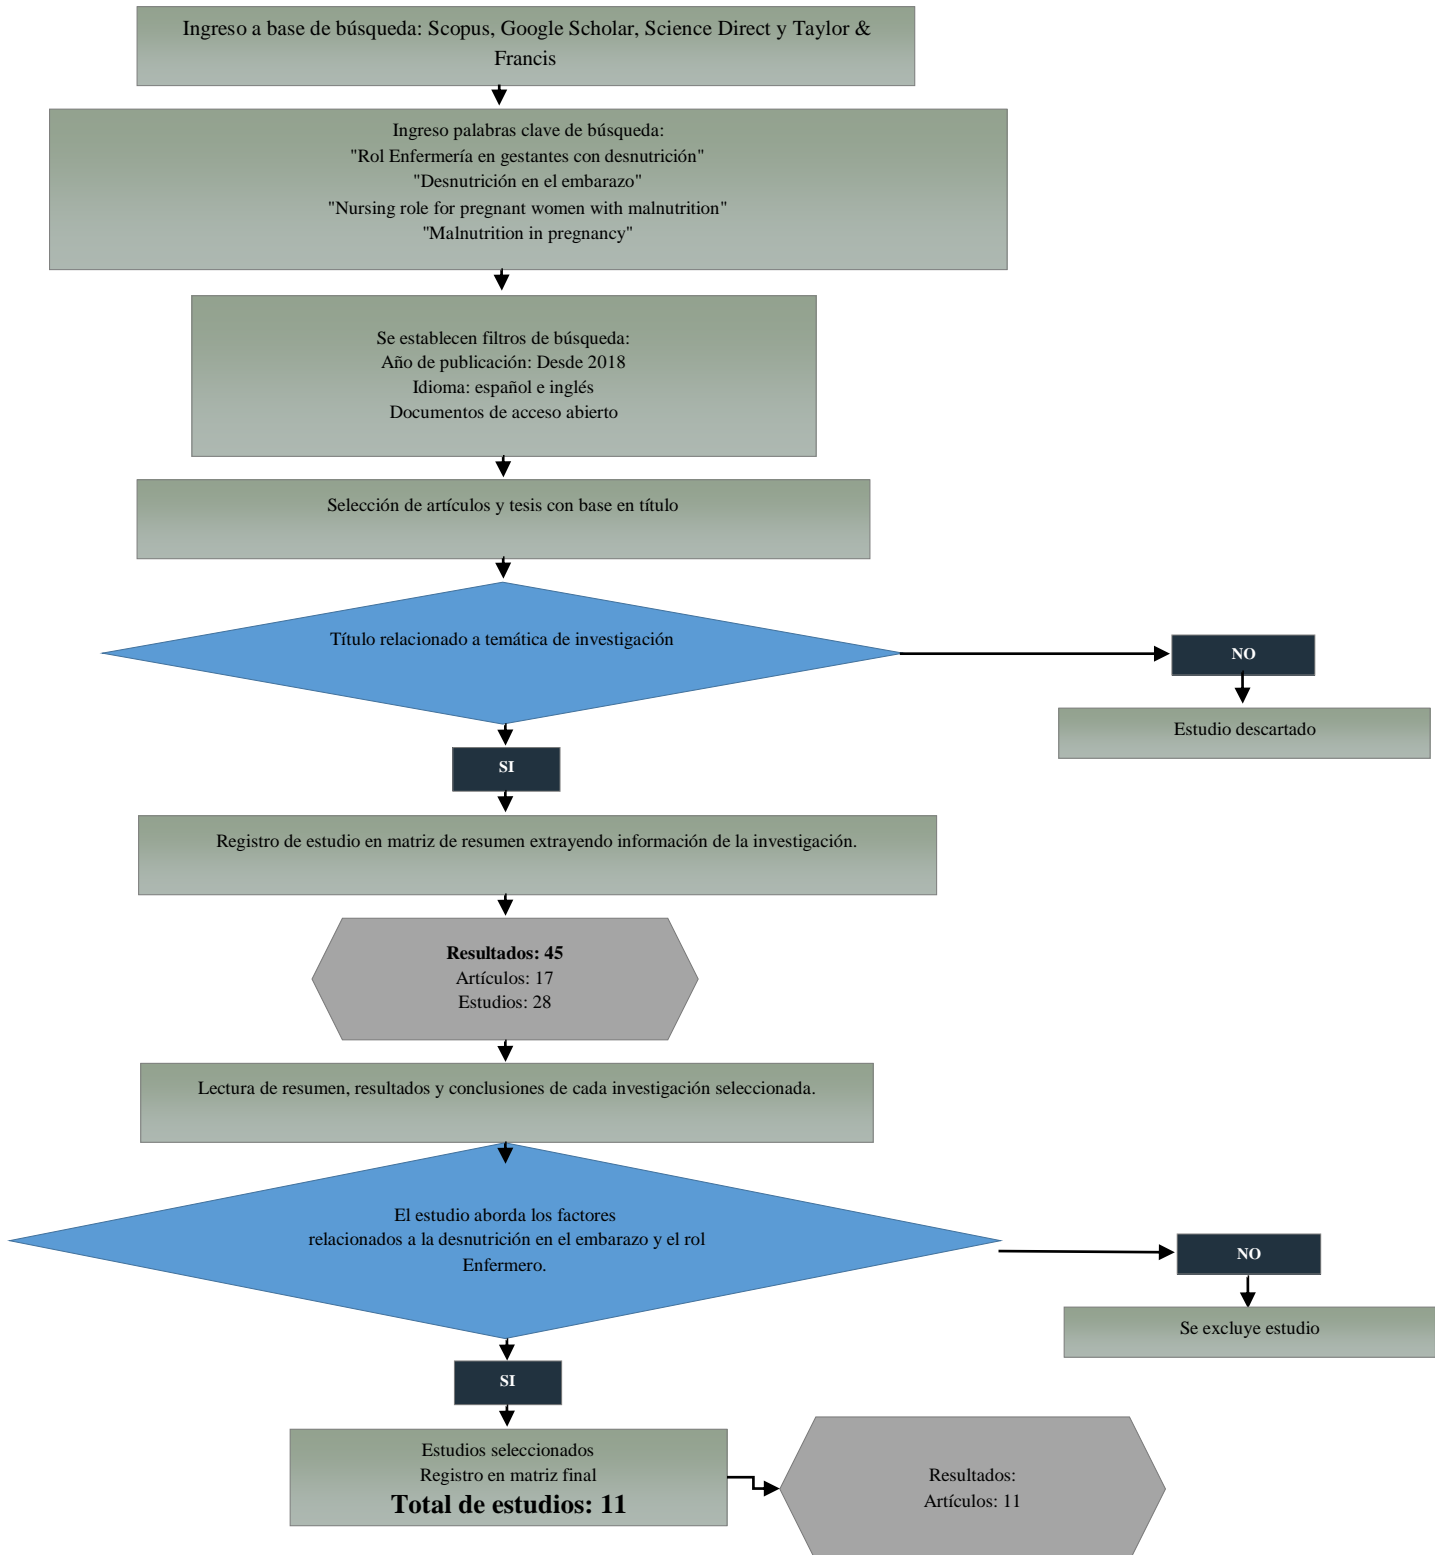 Ingreso a base de búsqueda: Scopus, Google Scholar, Science Direct y Taylor &
Francis
Ingreso palabras clave de búsqueda:
"Rol Enfermería en gestantes con desnutrición"
"Desnutrición en el embarazo"
"Nursing role for pregnant women with malnutrition"
"Malnutrition in pregnancy"
Se establecen filtros de búsqueda:
Año de publicación: Desde 2018
Idioma: español e inglés
Documentos de acceso abierto
Selección de artículos y tesis con base en título
Título relacionado a temática de investigación
NO
Estudio descartado
SI
Registro de estudio en matriz de resumen extrayendo información de la investigación.
Resultados: 45
Artículos: 17
Estudios: 28
Lectura de resumen, resultados y conclusiones de cada investigación seleccionada.
El estudio aborda los factores
relacionados a la desnutrición en el embarazo y el rol
Enfermero.
NO
Se excluye estudio
SI
Estudios seleccionados
Registro en matriz final
Total de estudios: 11
Resultados:
Artículos: 11